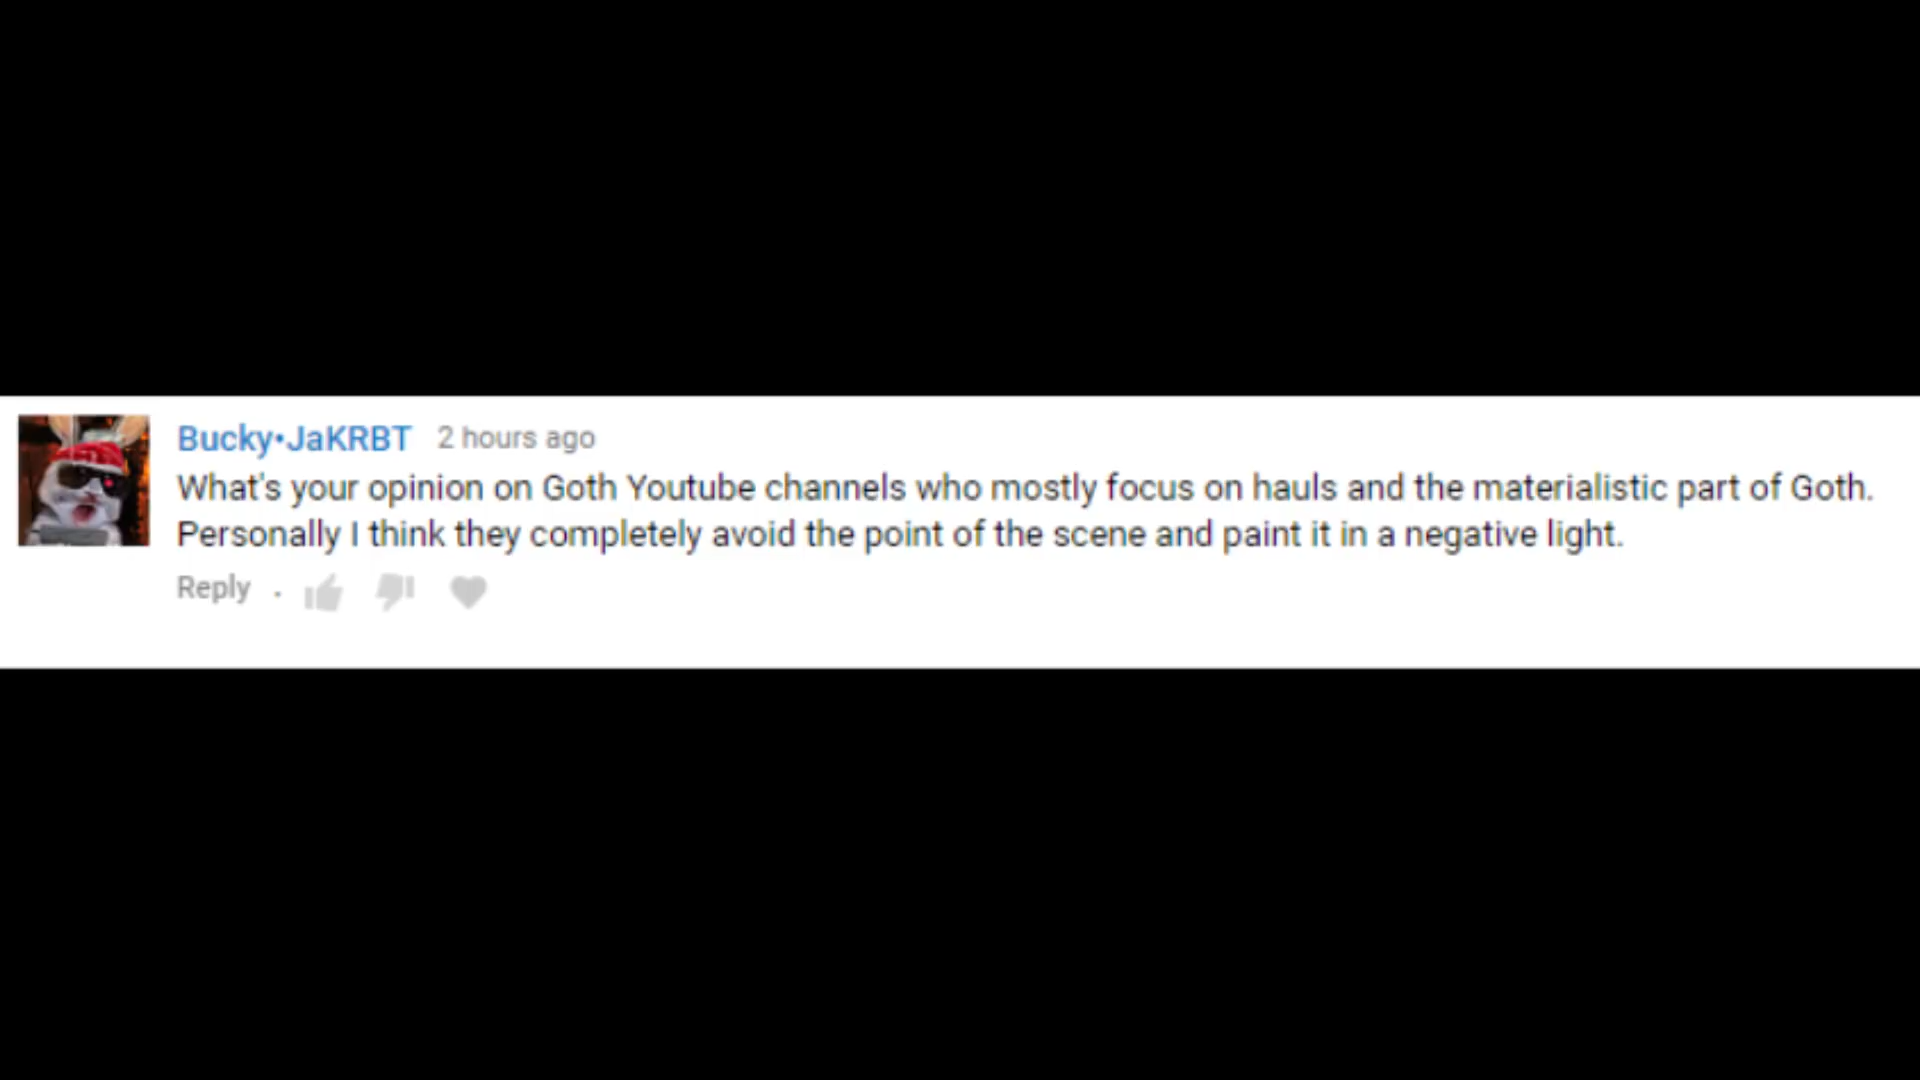 Bucky•JaKRBT 2 hours ago
What's your opinion on Goth Youtube channels who mostly focus on hauls and the materialistic part of Goth.
Personally I think they completely avoid the point of the scene and paint it in a negative light.
Reply .